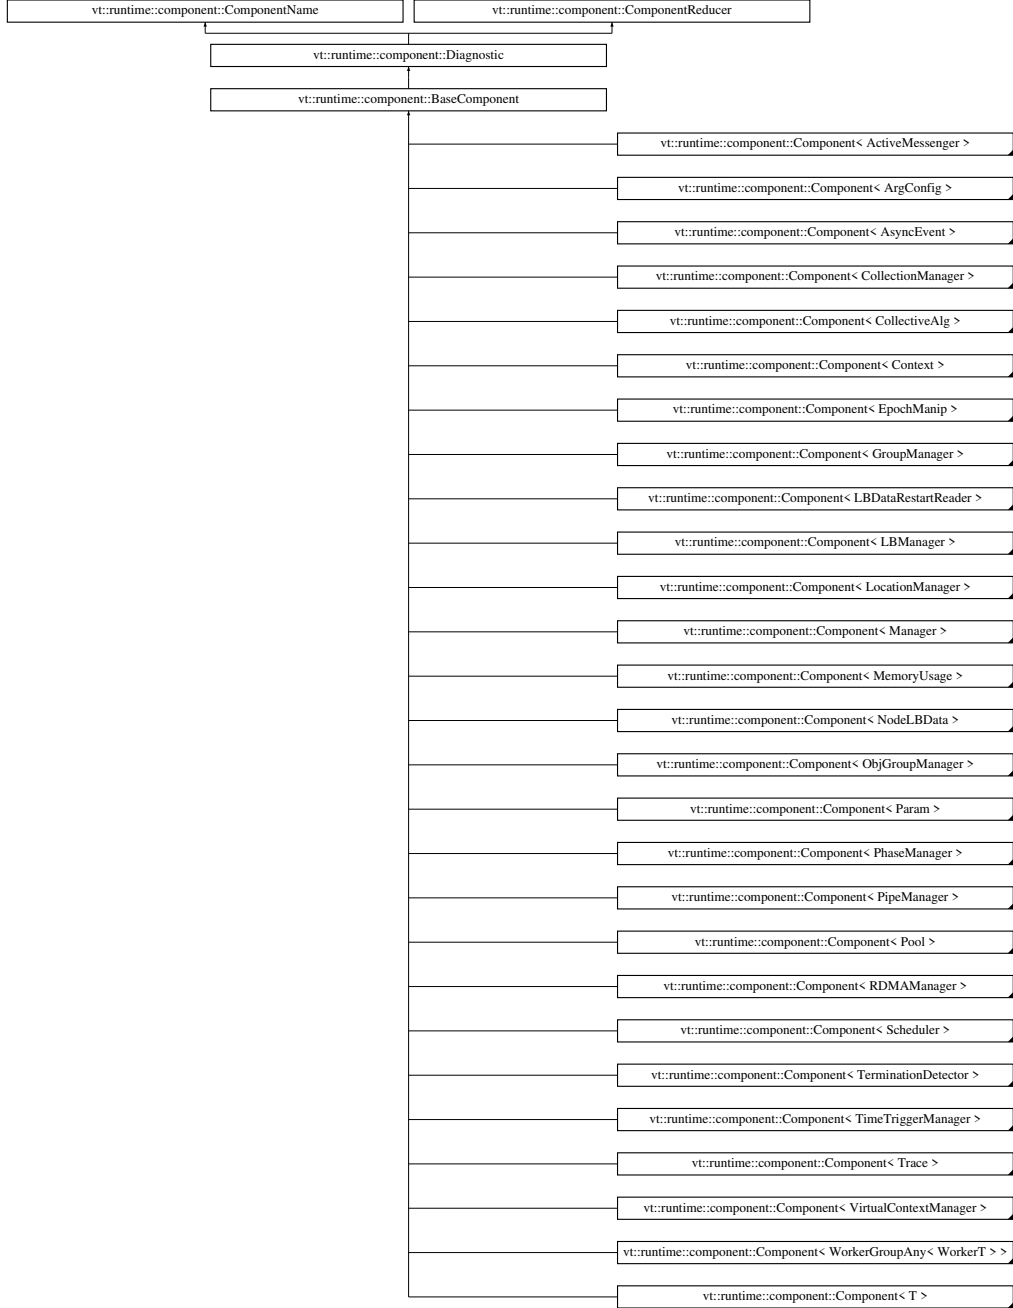 vt::runtime::component::ComponentName
vt::runtime::component::ComponentReducer
vt::runtime::component::Diagnostic
vt::runtime::component::BaseComponent
vt::runtime::component::Component< ActiveMessenger >
vt::runtime::component::Component< ArgConfig >
vt::runtime::component::Component< AsyncEvent >
vt::runtime::component::Component< CollectionManager >
vt::runtime::component::Component< CollectiveAlg >
vt::runtime::component::Component< Context >
vt::runtime::component::Component< EpochManip >
vt::runtime::component::Component< GroupManager >
vt::runtime::component::Component< LBDataRestartReader >
vt::runtime::component::Component< LBManager >
vt::runtime::component::Component< LocationManager >
vt::runtime::component::Component< Manager >
vt::runtime::component::Component< MemoryUsage >
vt::runtime::component::Component< NodeLBData >
vt::runtime::component::Component< ObjGroupManager >
vt::runtime::component::Component< Param >
vt::runtime::component::Component< PhaseManager >
vt::runtime::component::Component< PipeManager >
vt::runtime::component::Component< Pool >
vt::runtime::component::Component< RDMAManager >
vt::runtime::component::Component< Scheduler >
vt::runtime::component::Component< TerminationDetector >
vt::runtime::component::Component< TimeTriggerManager >
vt::runtime::component::Component< Trace >
vt::runtime::component::Component< VirtualContextManager >
vt::runtime::component::Component< WorkerGroupAny< WorkerT > >
vt::runtime::component::Component< T >